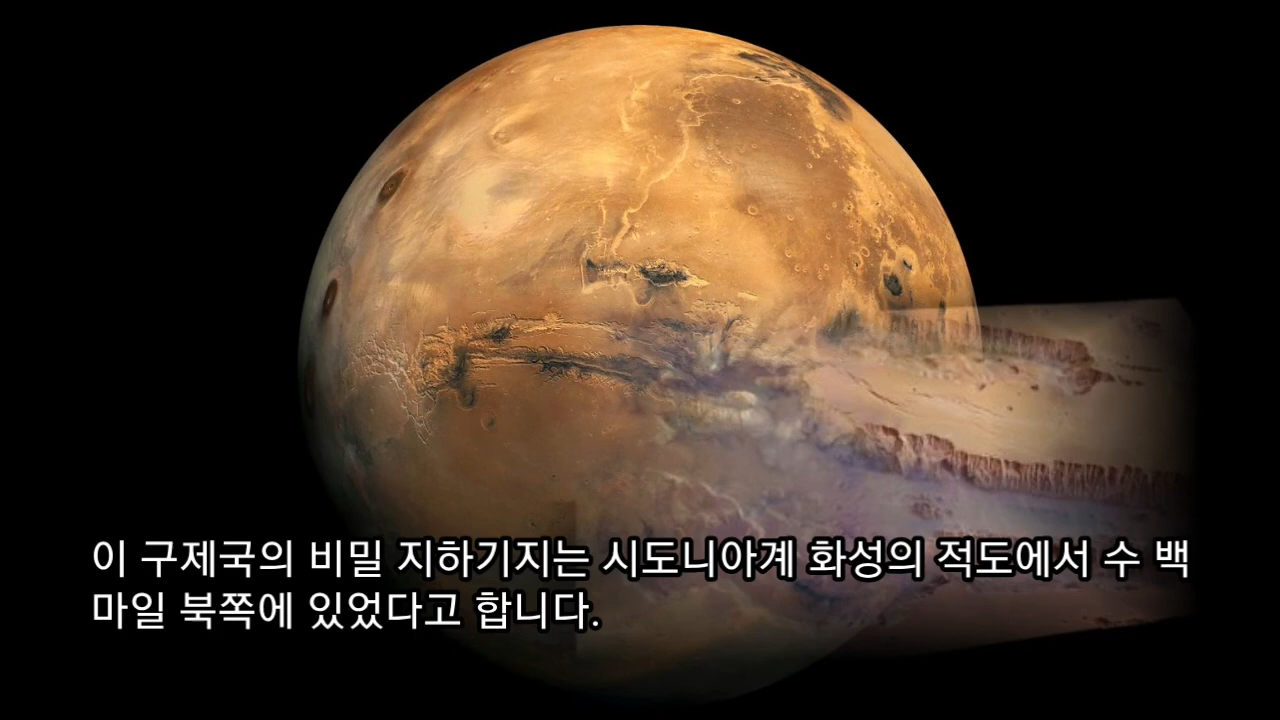 이 구제국의 비밀 지하기지는 시도니아계 화성의 적도에서 수 백
마일 북쪽에 있었다고 합니다.